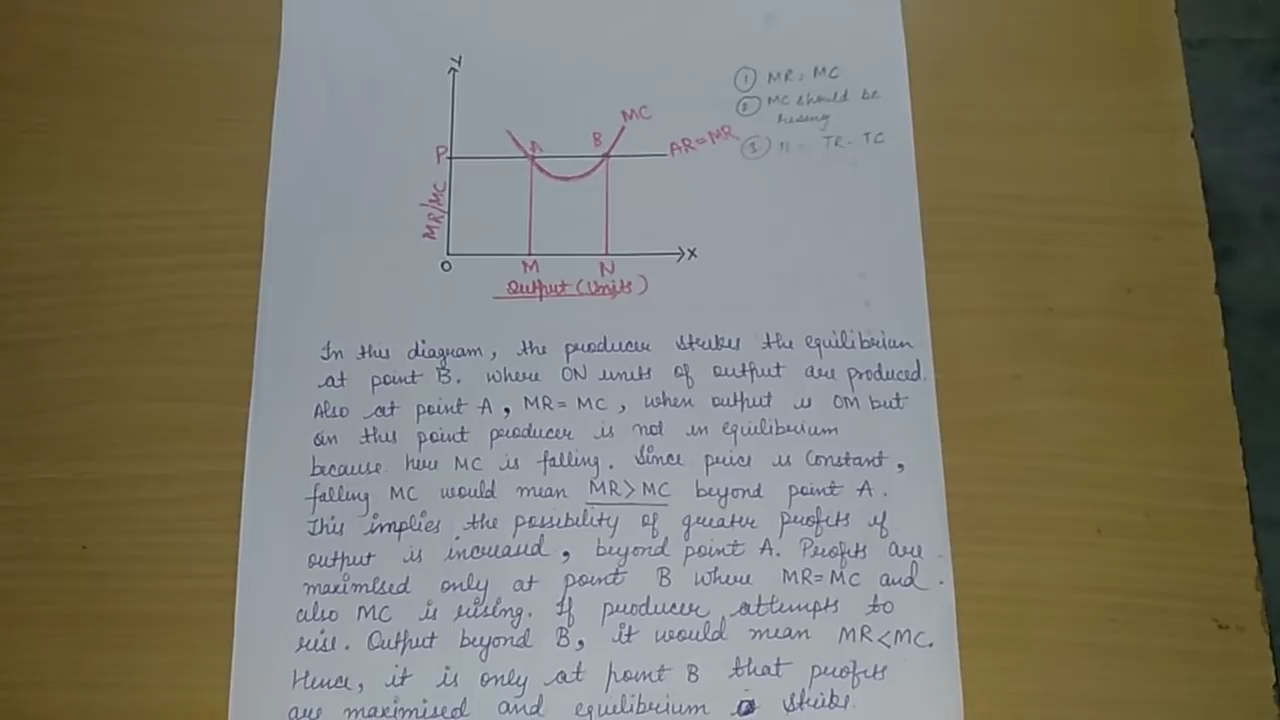 Y
① MR = MC
② MC should be
rising
③ π = TR - TC
MC
A
B
P
AR=MR
MR/MC
O
M
N
X
Output (Units)
In this diagram, the producer strikes the equilibrium
at point B. where ON units of output are produced.
Also at point A, MR = MC, when output is OM but
on this point producer is not in equilibrium
because here MC is falling. Since price is constant,
falling MC would mean MR > MC beyond point A.
This implies the possibility of greater profits if
output is increased, beyond point A. Profits are
maximised only at point B where MR=MC and
also MC is rising. If producer attempts to
rise. Output beyond B, it would mean MR<MC.
Hence, it is only at point B that profits
are maximised and equilibrium is strike.